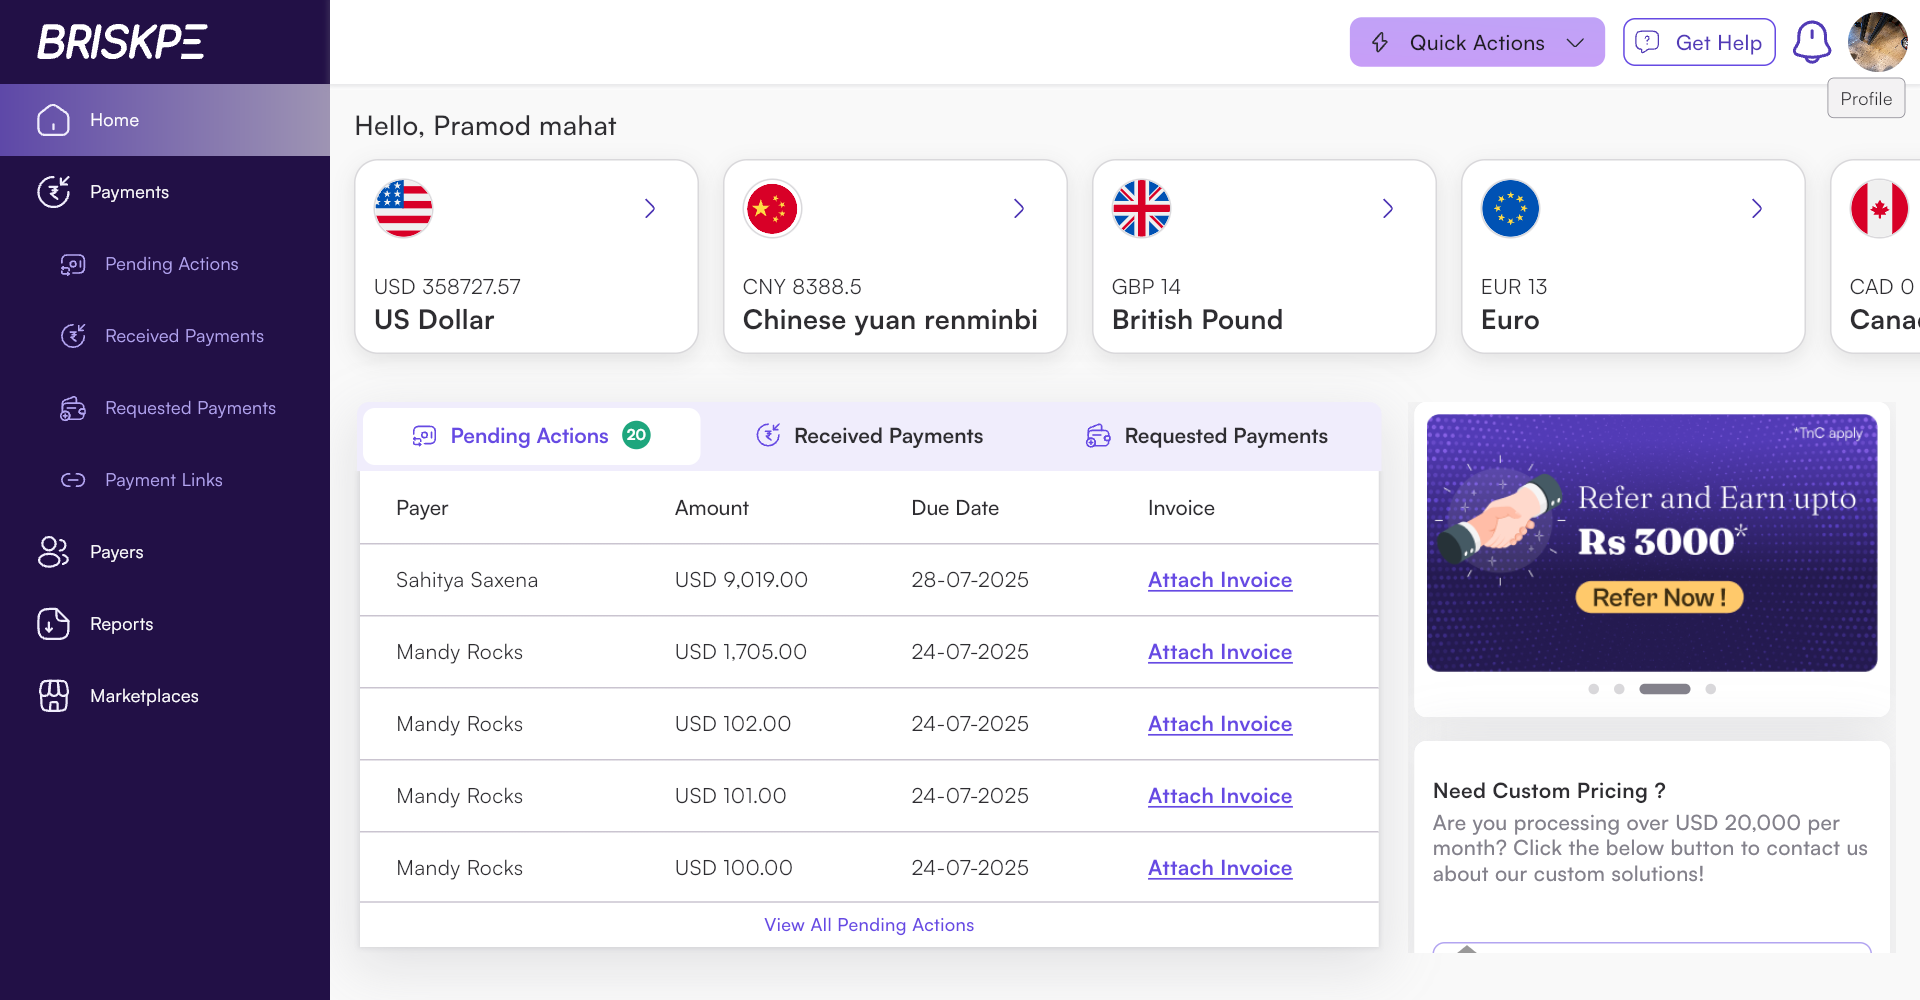 BRISKPE
Quick Actions
Get Help
Profile
Home
Payments
Pending Actions
Received Payments
Requested Payments
Payment Links
Payers
Reports
Marketplaces
Hello, Pramod mahat
USD 358727.57
US Dollar
CNY 8388.5
Chinese yuan renminbi
GBP 14
British Pound
EUR 13
Euro
CAD 0
Pending Actions 20
Received Payments
Requested Payments
Payer Amount Due Date Invoice
Sahitya Saxena USD 9,019.00 28-07-2025 Attach Invoice
Mandy Rocks USD 1,705.00 24-07-2025 Attach Invoice
Mandy Rocks USD 102.00 24-07-2025 Attach Invoice
Mandy Rocks USD 101.00 24-07-2025 Attach Invoice
Mandy Rocks USD 100.00 24-07-2025 Attach Invoice
View All Pending Actions
*TnC apply
Refer and Earn upto
Rs 3000*
Refer Now !
Need Custom Pricing ?
Are you processing over USD 20,000 per
month? Click the below button to contact us
about our custom solutions!